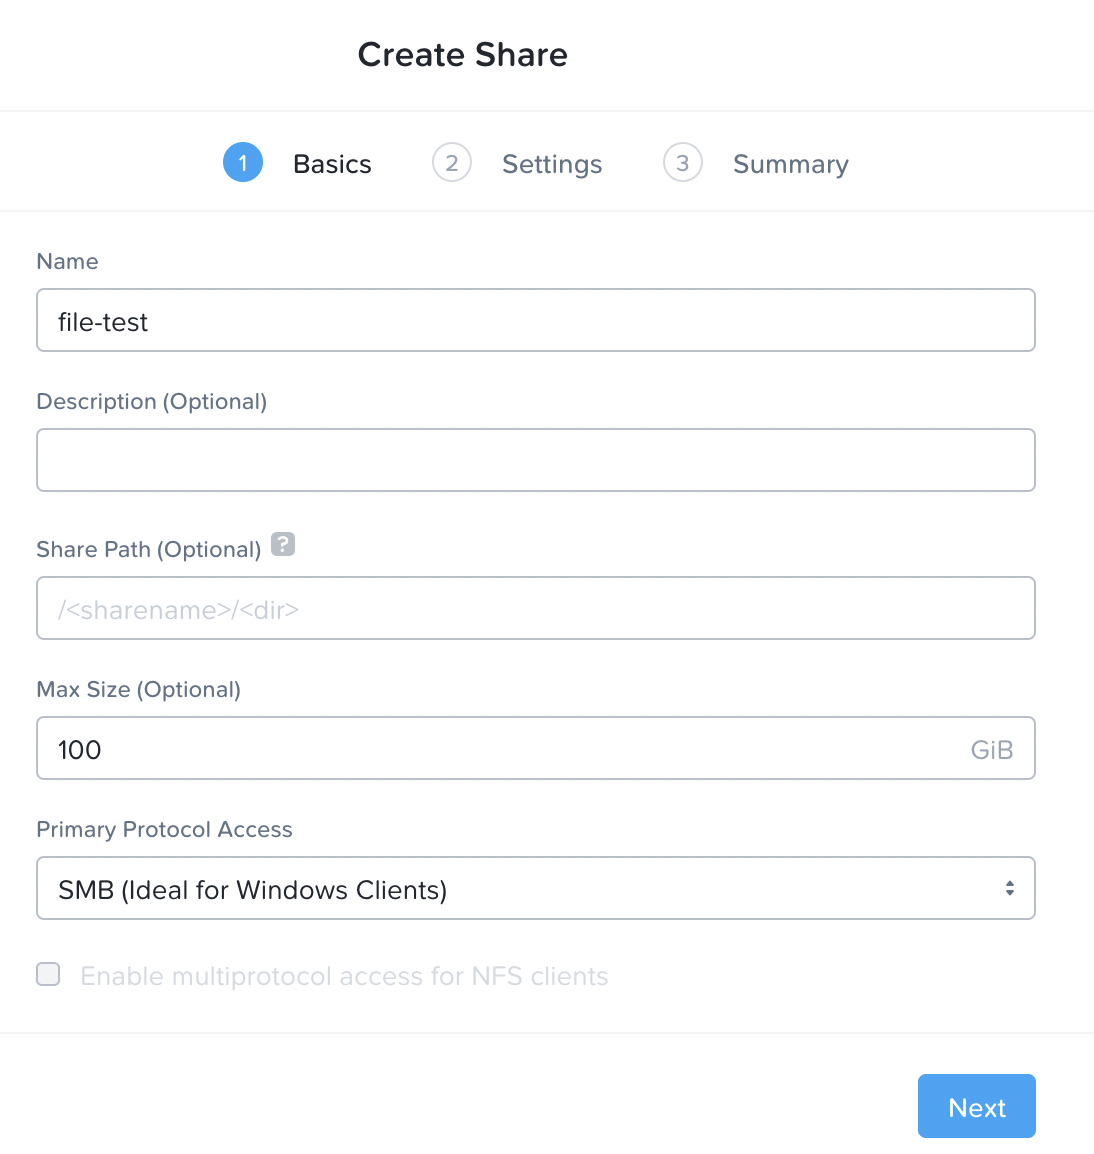 Create Share
1 Basics 2 Settings 3 Summary
Name
file-test
Description (Optional)
Share Path (Optional) ?
/<sharename>/<dir>
Max Size (Optional)
100 GiB
Primary Protocol Access
SMB (Ideal for Windows Clients)
Enable multiprotocol access for NFS clients
Next